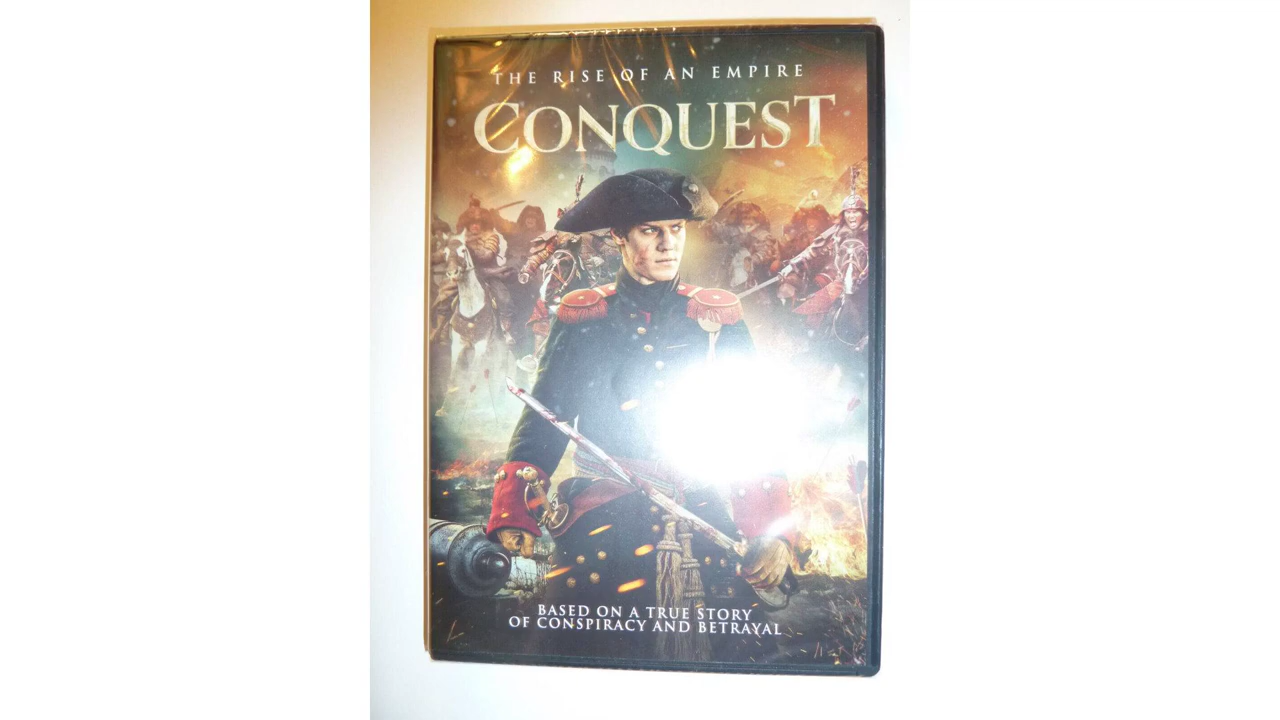 THE RISE OF AN EMPIRE
CONQUEST
BASED ON A TRUE STORY
OF CONSPIRACY AND BETRAYAL